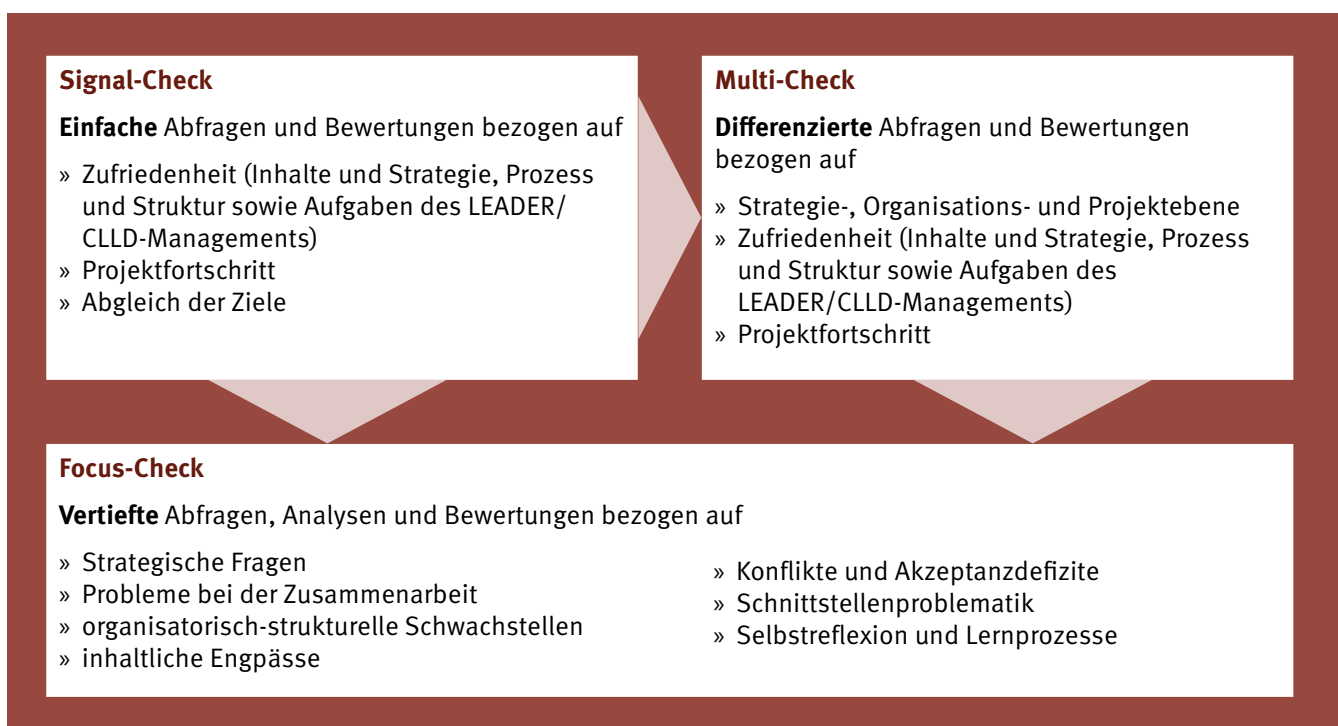 Signal-Check
Einfache Abfragen und Bewertungen bezogen auf
» Zufriedenheit (Inhalte und Strategie, Prozess
und Struktur sowie Aufgaben des LEADER/
CLLD-Managements)
» Projektfortschritt
» Abgleich der Ziele
Multi-Check
Differenzierte Abfragen und Bewertungen
bezogen auf
» Strategie-, Organisations- und Projektebene
» Zufriedenheit (Inhalte und Strategie, Prozess
und Struktur sowie Aufgaben des
LEADER/CLLD-Managements)
» Projektfortschritt
Focus-Check
Vertiefte Abfragen, Analysen und Bewertungen bezogen auf
» Strategische Fragen
» Probleme bei der Zusammenarbeit
» organisatorisch-strukturelle Schwachstellen
» inhaltliche Engpässe
» Konflikte und Akzeptanzdefizite
» Schnittstellenproblematik
» Selbstreflexion und Lernprozesse